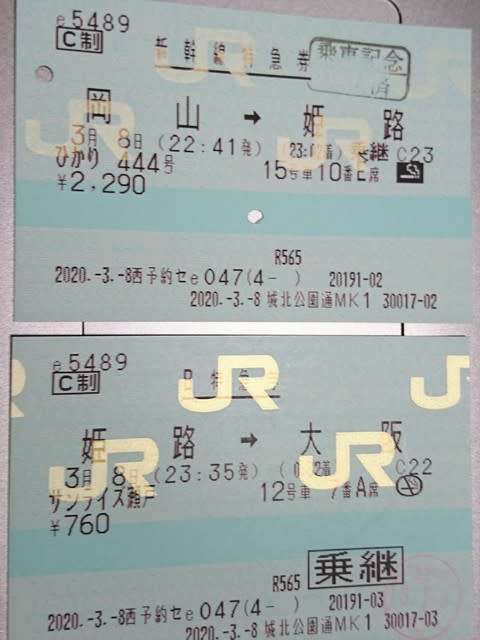 e5489
C制
新幹線特急券
乗車記念
済
岡 山 → 姫 路
3月 8日 (22:41発) 乗継 C23
ひかり 444号 15号車10番E席
¥2,290
R565
2020.-3.-8西予約セe047(4- ) 20191-02
2020.-3.-8 城北公園通MK1 30017-02
e5489
C制
JR
姫 路 → 大 阪
3月 8日 (23:35発) C22
サンライズ瀬戸 12号車 7番A席
¥760
R565 乗継
2020.-3.-8西予約セe047(4- ) 20191-03
2020.-3.-8 城北公園通MK1 30017-03